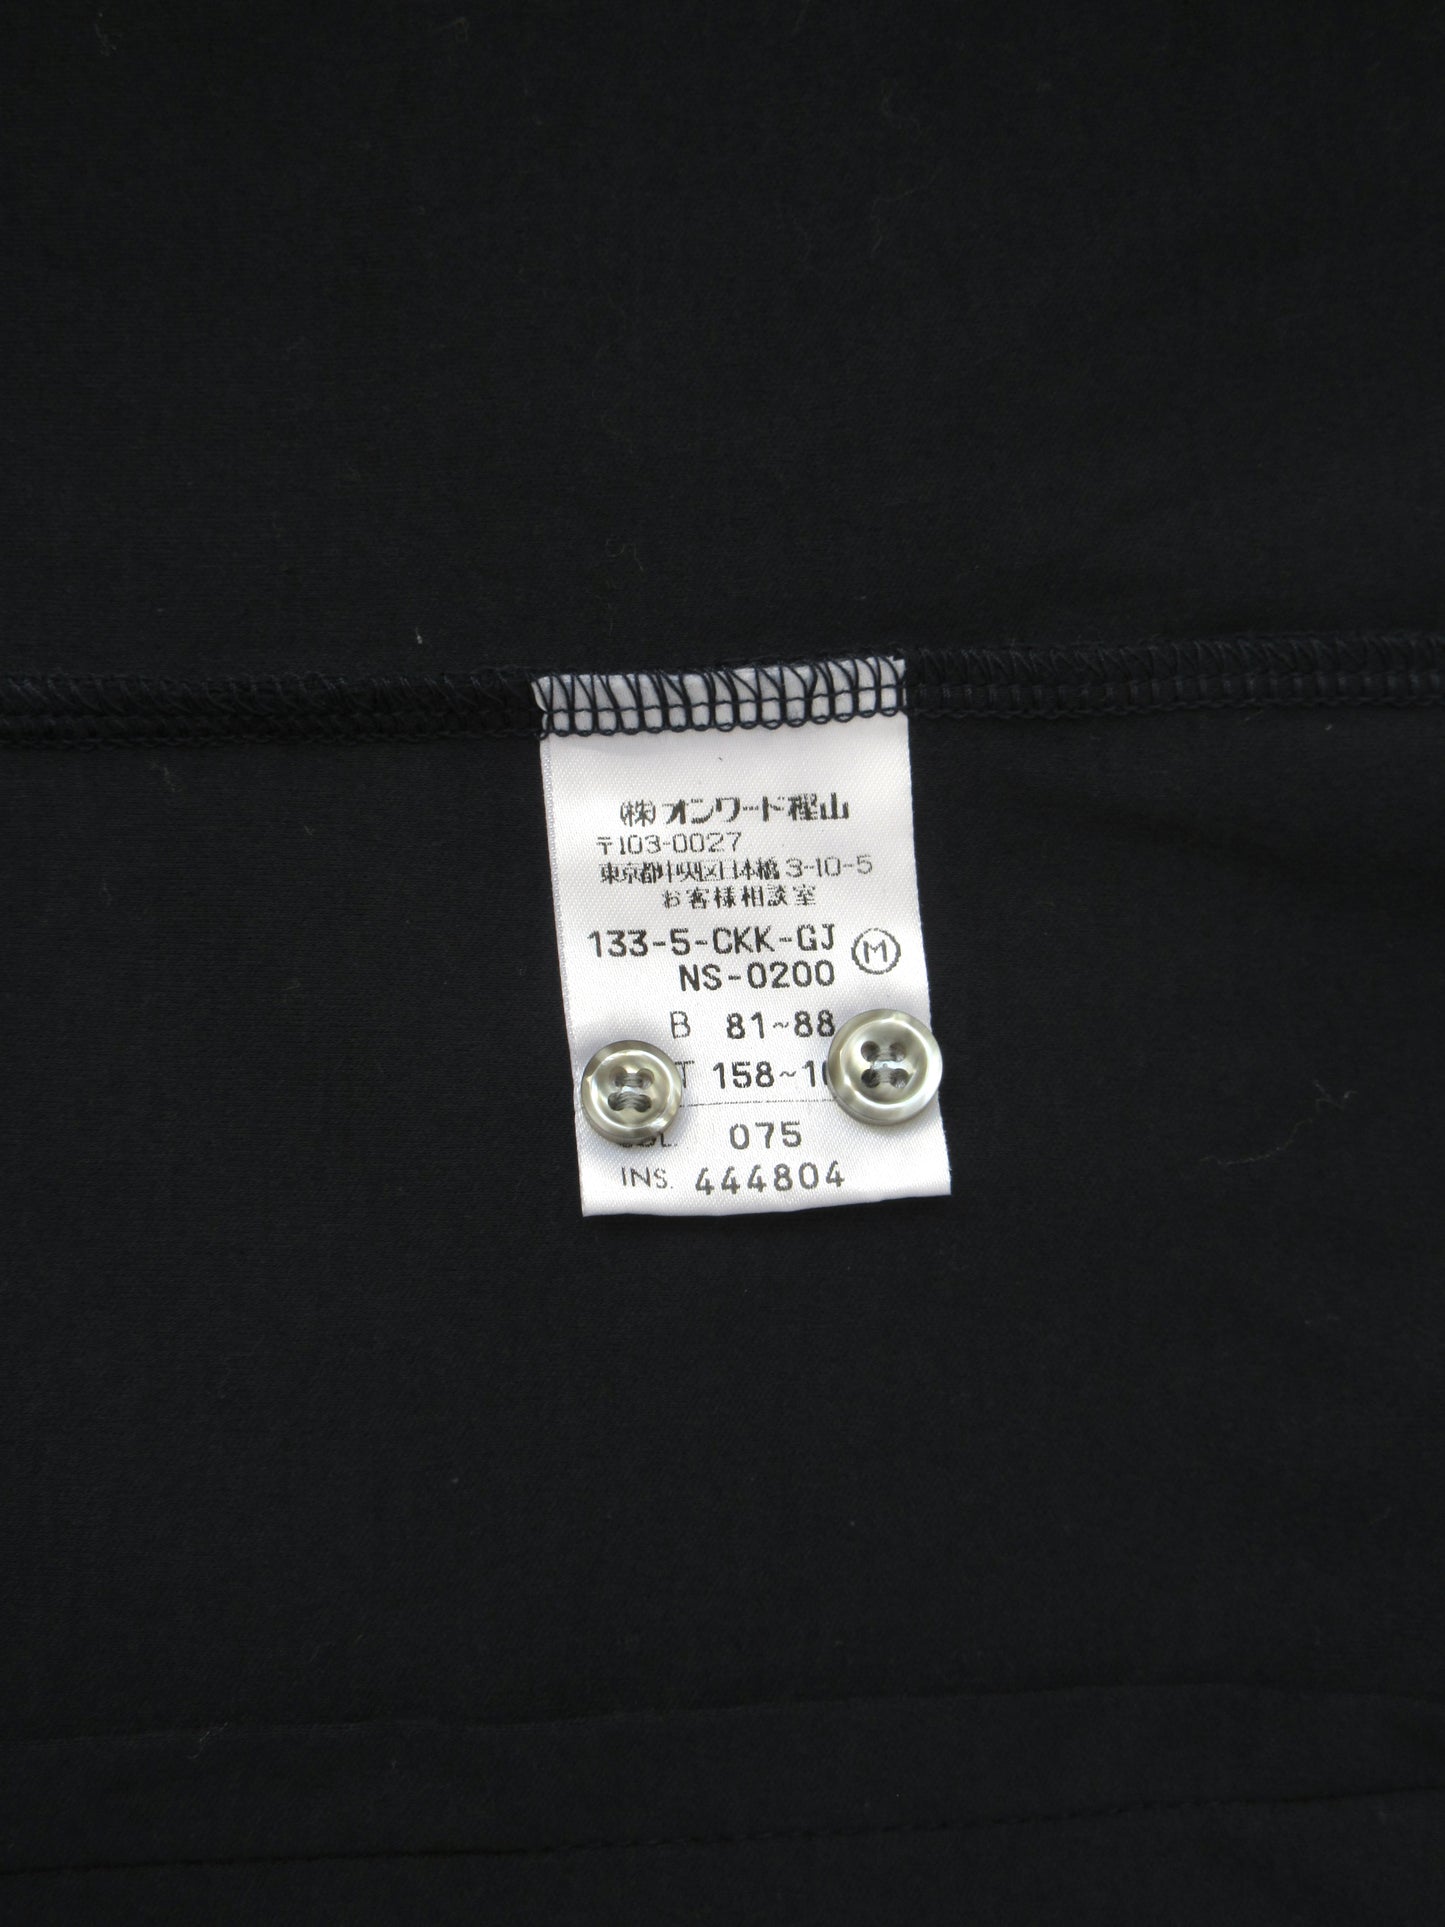 (株)オンワード樫山
〒103-0027
東京都中央区日本橋3-10-5
お客様相談室
133-5-CKK-GJ
NS-0200
M
B 81~88
158~1
075
INS. 444804